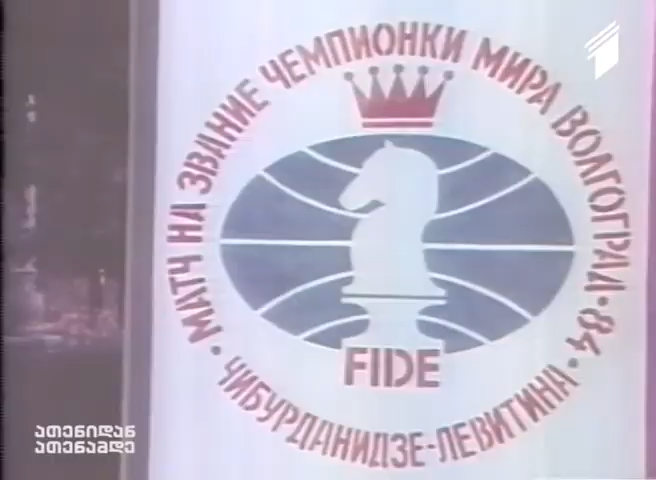 МАТЧ НА ЗВАНИЕ ЧЕМПИОНКИ МИРА ВОЛГОГРАД·84·
ЧИБУРДАНИДЗЕ-ЛЕВИТИНА·
FIDE
ათენიდან
ათენამდე